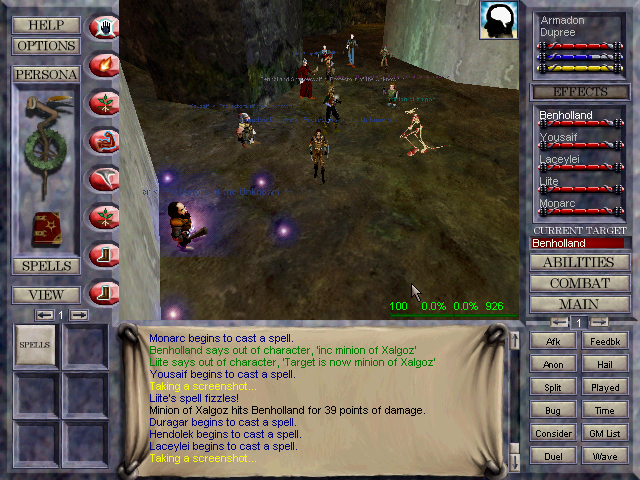 HELP
OPTIONS
PERSONA
SPELLS
VIEW
1
SPELLS
100 0.0% 0.0% 926
Monarc begins to cast a spell.
Benholland says out of character, 'inc minion of Xalgoz'
Liite says out of character, 'Target is now minion of Xalgoz'
Yousaif begins to cast a spell.
Taking a screenshot...
Liite's spell fizzles!
Minion of Xalgoz hits Benholland for 39 points of damage.
Duragar begins to cast a spell.
Hendolek begins to cast a spell.
Laceylei begins to cast a spell.
Taking a screenshot...
Armadon
Dupree
EFFECTS
Benholland
Yousaif
Laceylei
Liite
Monarc
CURRENT TARGET
Benholland
ABILITIES
COMBAT
MAIN
1
Afk Feedbk
Anon Hail
Split Played
Bug Time
Consider GM List
Duel Wave